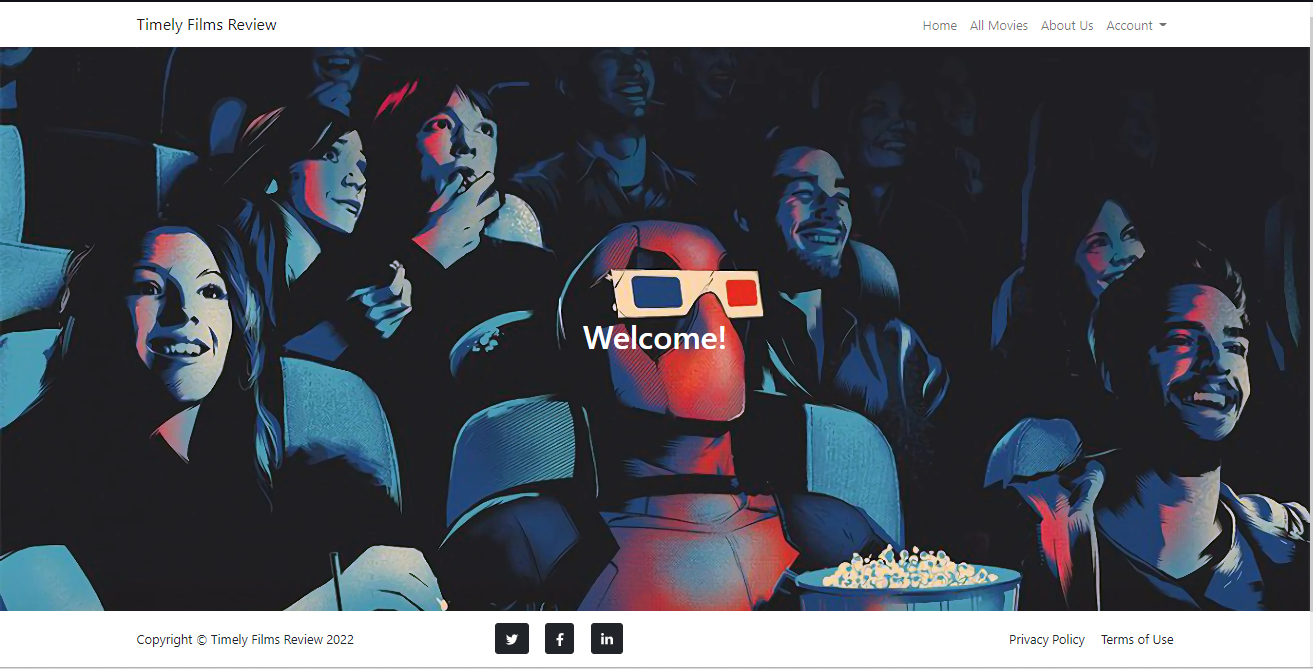 Timely Films Review
Home All Movies About Us Account
Welcome!
Copyright © Timely Films Review 2022
Privacy Policy Terms of Use